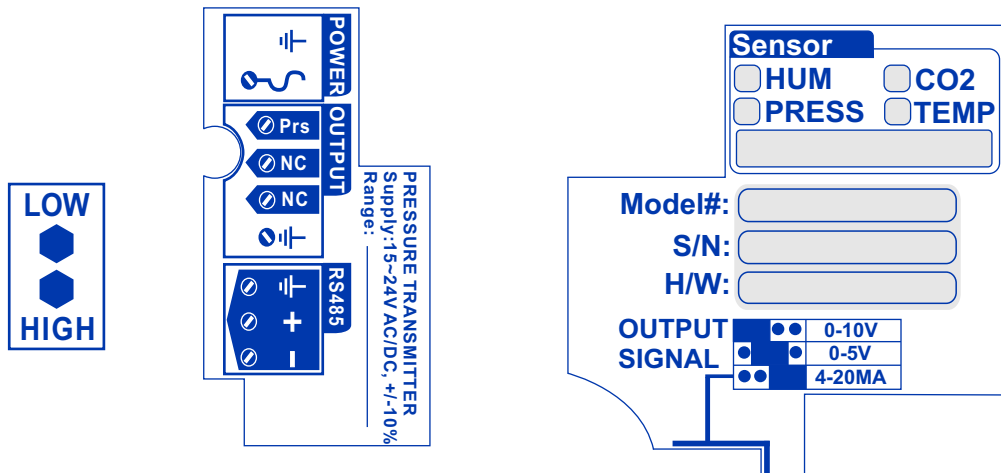 LOW
HIGH
POWER
OUTPUT
Prs
NC
NC
RS485
+
-
PRESSURE TRANSMITTER
Supply:15~24V AC/DC, +/-10%
Range:
Sensor
HUM
CO2
PRESS
TEMP
Model#:
S/N:
H/W:
OUTPUT
SIGNAL
0-10V
0-5V
4-20MA